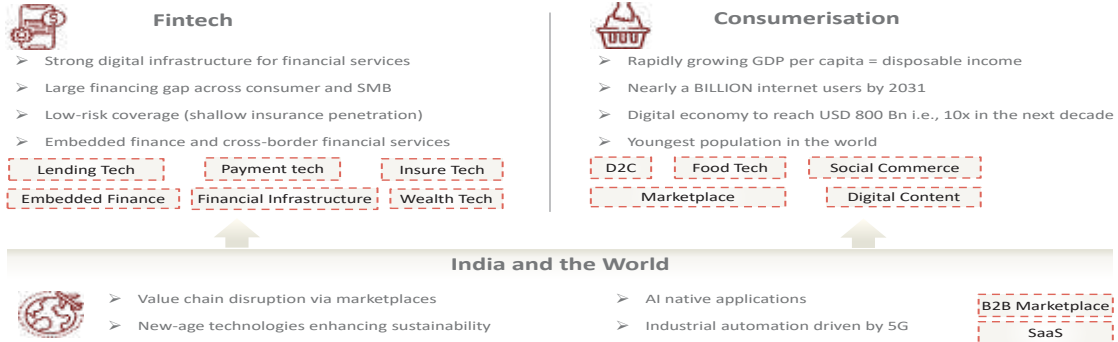 Fintech
Strong digital infrastructure for financial services
Large financing gap across consumer and SMB
Low-risk coverage (shallow insurance penetration)
Embedded finance and cross-border financial services
Lending Tech
Payment tech
Insure Tech
Embedded Finance
Financial Infrastructure
Wealth Tech
Consumerisation
Rapidly growing GDP per capita = disposable income
Nearly a BILLION internet users by 2031
Digital economy to reach USD 800 Bn i.e., 10x in the next decade
Youngest population in the world
D2C
Food Tech
Social Commerce
Marketplace
Digital Content
India and the World
Value chain disruption via marketplaces
New-age technologies enhancing sustainability
AI native applications
Industrial automation driven by 5G
B2B Marketplace
SaaS